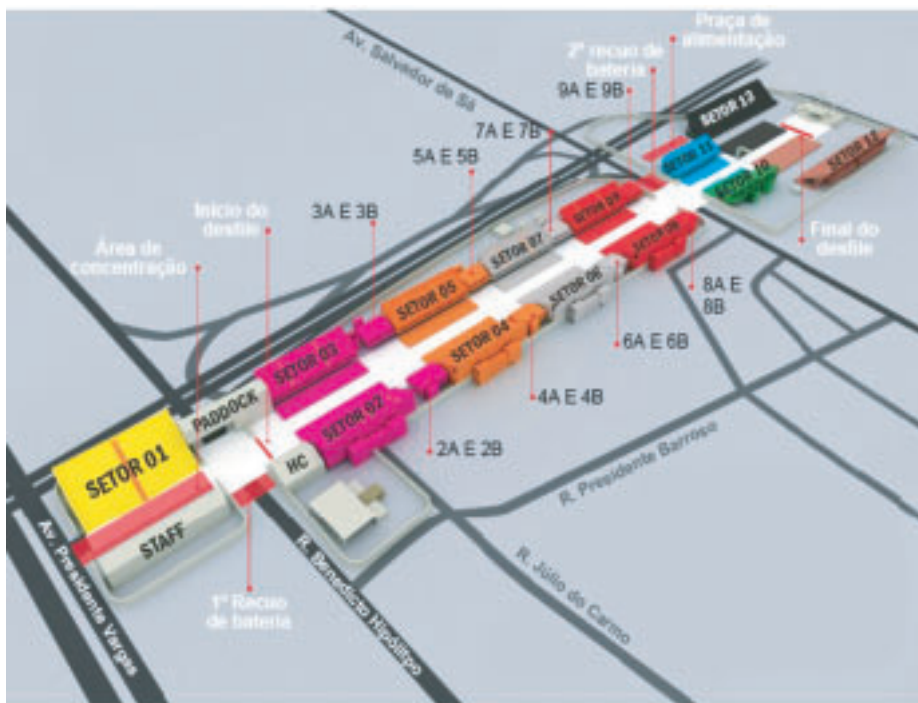 Praça de
alimentação
Av. Salvador de Sá
2º recuo de
bateria
9A E 9B
SETOR 13
7A E 7B
SETOR 11
SETOR 12
5A E 5B
SETOR 10
Início do
desfile
3A E 3B
SETOR 09
Final do
desfile
Área de
concentração
SETOR 07
SETOR 08
8A E
8B
SETOR 05
SETOR 06
6A E 6B
SETOR 03
SETOR 04
4A E 4B
PADDOCK
SETOR 02
2A E 2B
SETOR 01
HC
R. Presidente Barroso
STAFF
Av. Presidente Vargas
1º Recuo
de bateria
R. Benedicto Hipólitpo
R. Júlio do Carmo